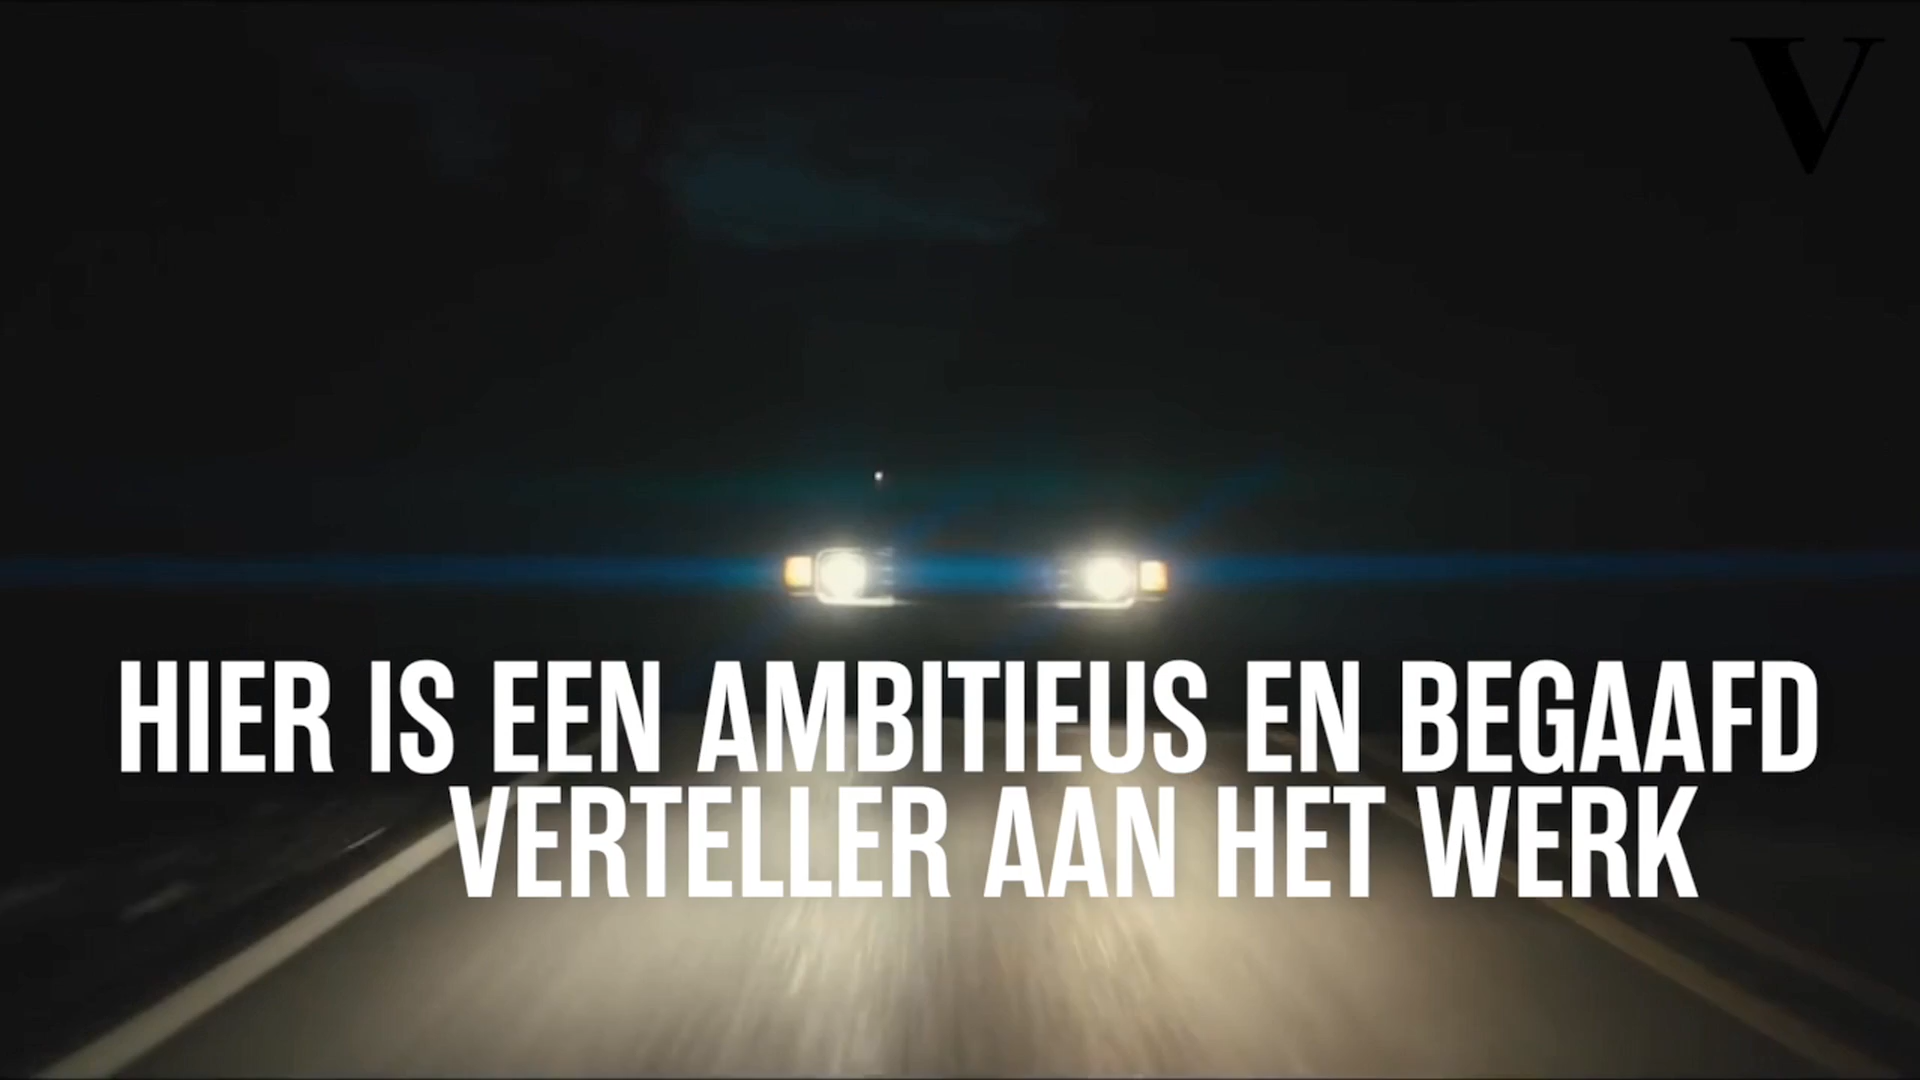 V
HIER IS EEN AMBITIEUS EN BEGAAFD
VERTELLER AAN HET WERK